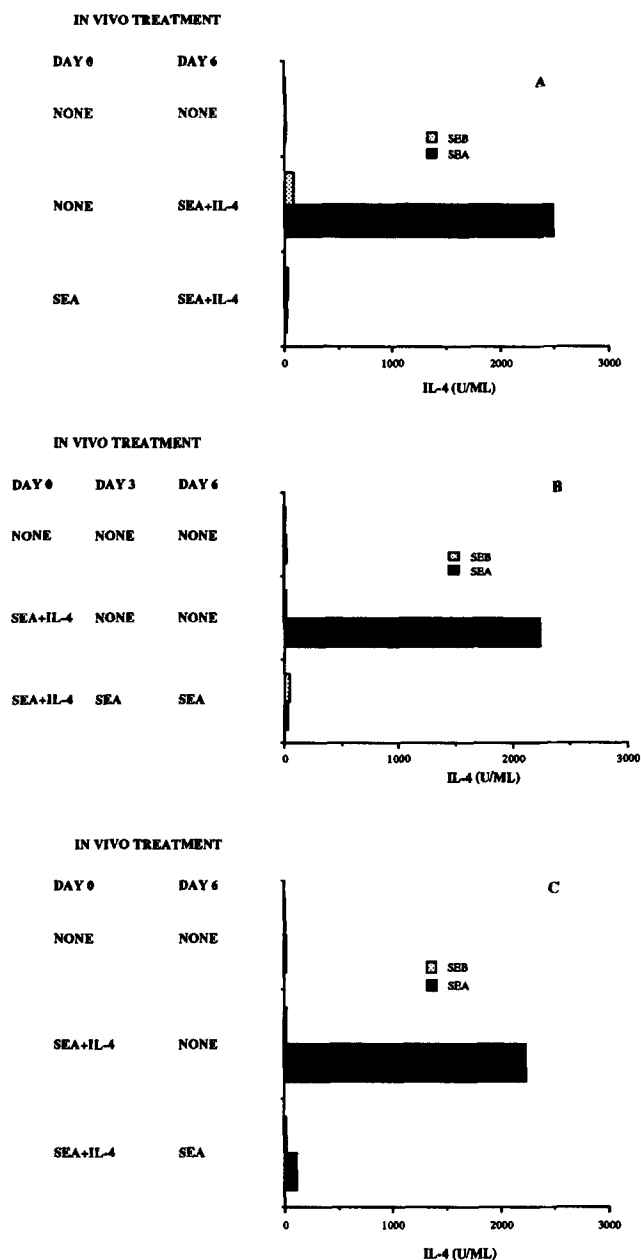 IN VIVO TREATMENT
DAY 0 DAY 6
A
NONE NONE
SEB
SEA
NONE SEA+IL-4
SEA SEA+IL-4
0 1000 2000 3000
IL-4 (U/ML)
IN VIVO TREATMENT
DAY 0 DAY 3 DAY 6
B
NONE NONE NONE
SEB
SEA
SEA+IL-4 NONE NONE
SEA+IL-4 SEA SEA
0 1000 2000 3000
IL-4 (U/ML)
IN VIVO TREATMENT
DAY 0 DAY 6
C
NONE NONE
SEB
SEA
SEA+IL-4 NONE
SEA+IL-4 SEA
0 1000 2000 3000
IL-4 (U/ML)